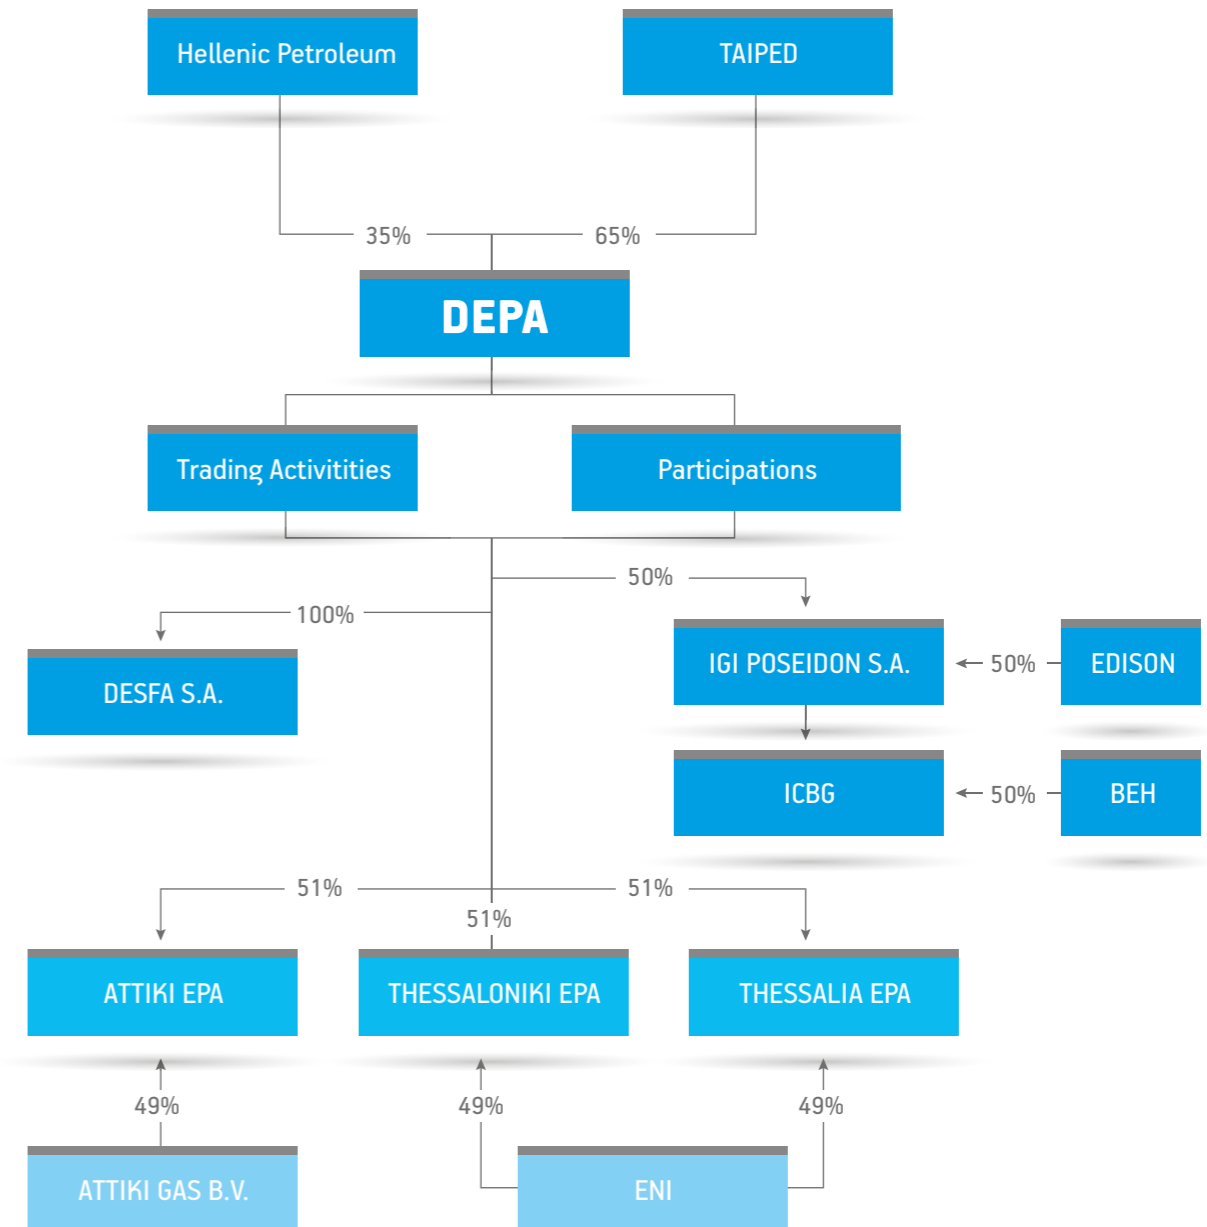 Hellenic Petroleum
TAIPED
35%
65%
DEPA
Trading Activitities
Participations
50%
100%
IGI POSEIDON S.A.
50%
EDISON
DESFA S.A.
ICBG
50%
BEH
51%
51%
51%
ATTIKI EPA
THESSALONIKI EPA
THESSALIA EPA
49%
49%
49%
ATTIKI GAS B.V.
ENI